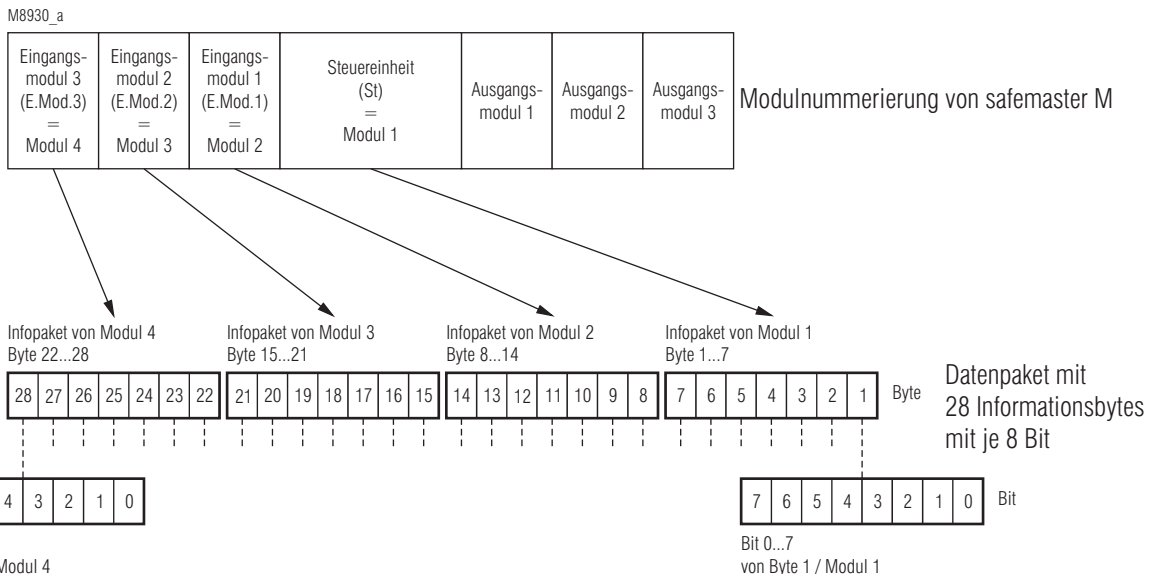 M8930_a
Eingangs-
modul 3
(E.Mod.3)
=
Modul 4
Eingangs-
modul 2
(E.Mod.2)
=
Modul 3
Eingangs-
modul 1
(E.Mod.1)
=
Modul 2
Steuereinheit
(St)
=
Modul 1
Ausgangs-
modul 1
Ausgangs-
modul 2
Ausgangs-
modul 3
Modulnummerierung von safemaster M
Infopaket von Modul 4
Byte 22...28
Infopaket von Modul 3
Byte 15...21
Infopaket von Modul 2
Byte 8...14
Infopaket von Modul 1
Byte 1...7
28 27 26 25 24 23 22 21 20 19 18 17 16 15 14 13 12 11 10 9 8 7 6 5 4 3 2 1 Byte
Datenpaket mit
28 Informationsbytes
mit je 8 Bit
4 3 2 1 0
7 6 5 4 3 2 1 0 Bit
Modul 4
Bit 0...7
von Byte 1 / Modul 1